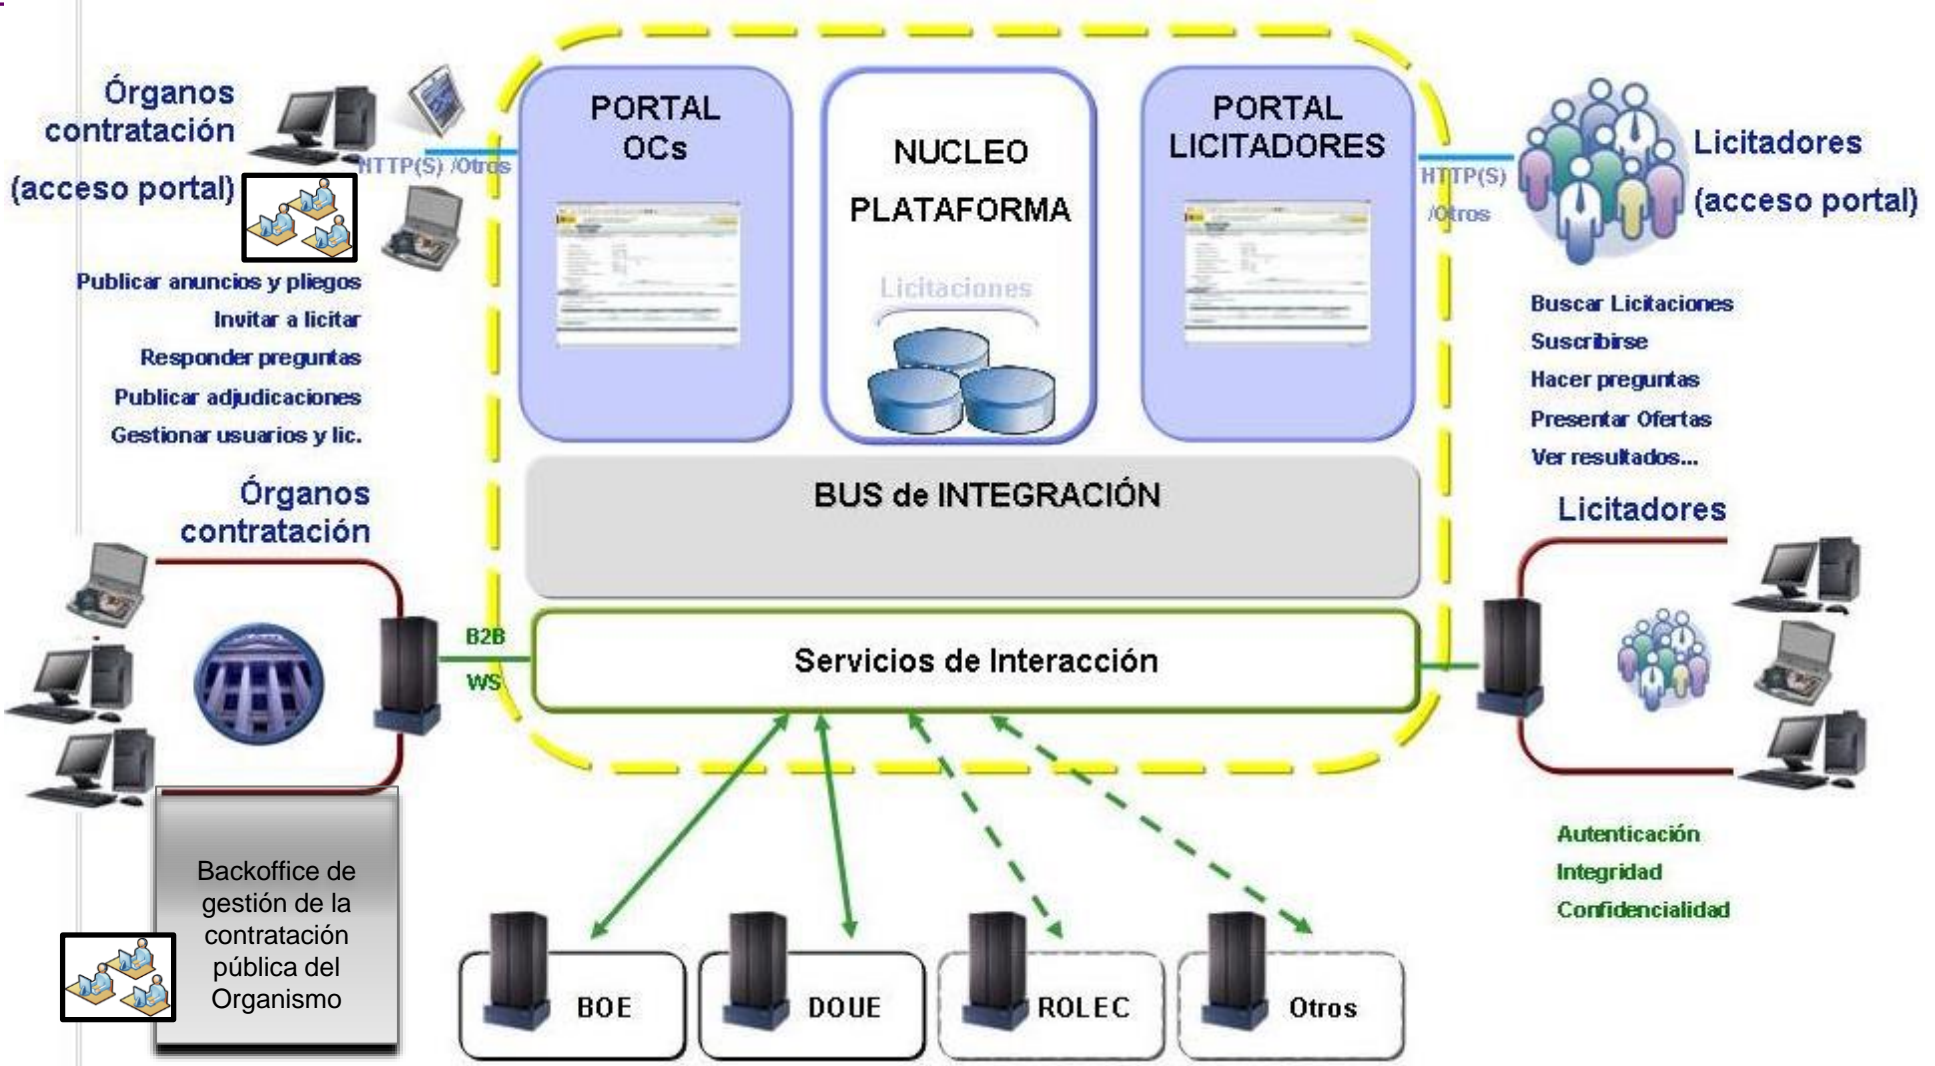 Órganos
contratación
(acceso portal)
HTTP(S) /Otros
Publicar anuncios y pliegos
Invitar a licitar
Responder preguntas
Publicar adjudicaciones
Gestionar usuarios y lic.
PORTAL
OCs
NUCLEO
PLATAFORMA
Licitaciones
PORTAL
LICITADORES
HTTP(S)
/Otros
Licitadores
(acceso portal)
Buscar Licitaciones
Suscribirse
Hacer preguntas
Presentar Ofertas
Ver resultados...
BUS de INTEGRACIÓN
Órganos
contratación
B2B
WS
Servicios de Interacción
Licitadores
Autenticación
Integridad
Confidencialidad
Backoffice de
gestión de la
contratación
pública del
Organismo
BOE
DOUE
ROLEC
Otros